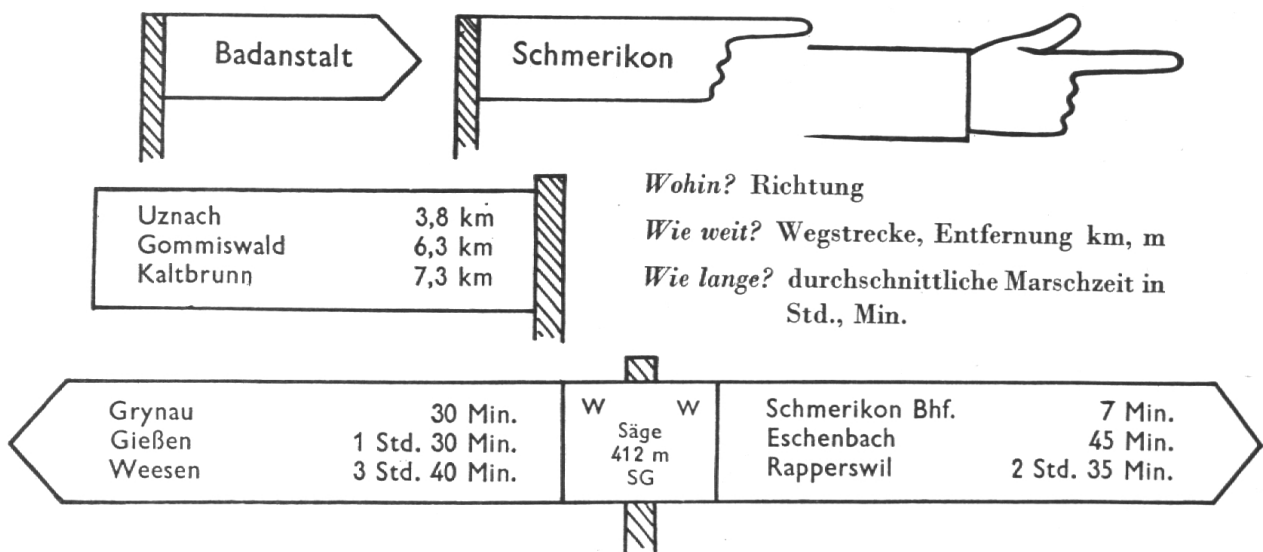 Badanstalt
Schmerikon
Uznach 3,8 km
Gommiswald 6,3 km
Kaltbrunn 7,3 km
Wohin? Richtung
Wie weit? Wegstrecke, Entfernung km, m
Wie lange? durchschnittliche Marschzeit in
Std., Min.
Grynau 30 Min.
Gießen 1 Std. 30 Min.
Weesen 3 Std. 40 Min.
W W
Säge
412 m
SG
Schmerikon Bhf. 7 Min.
Eschenbach 45 Min.
Rapperswil 2 Std. 35 Min.